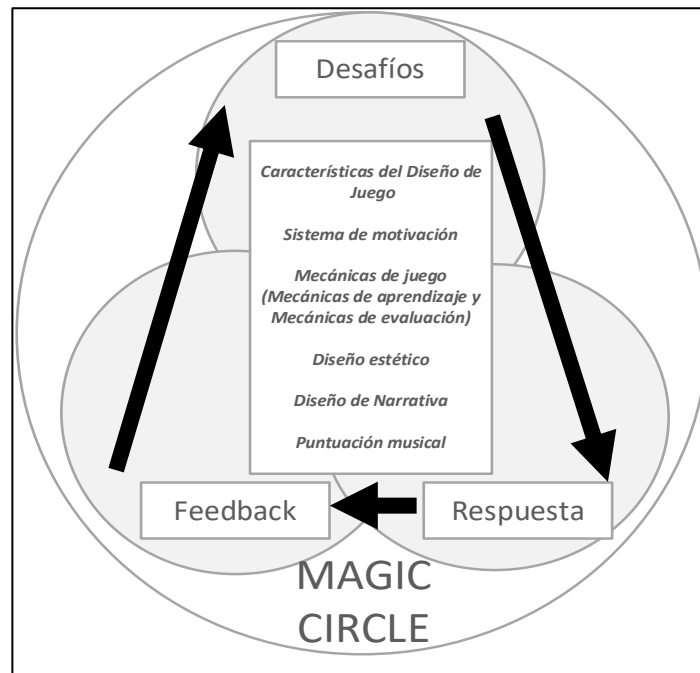 Desafíos
Características del Diseño de
Juego
Sistema de motivación
Mecánicas de juego
(Mecánicas de aprendizaje y
Mecánicas de evaluación)
Diseño estético
Diseño de Narrativa
Puntuación musical
Feedback
Respuesta
MAGIC
CIRCLE